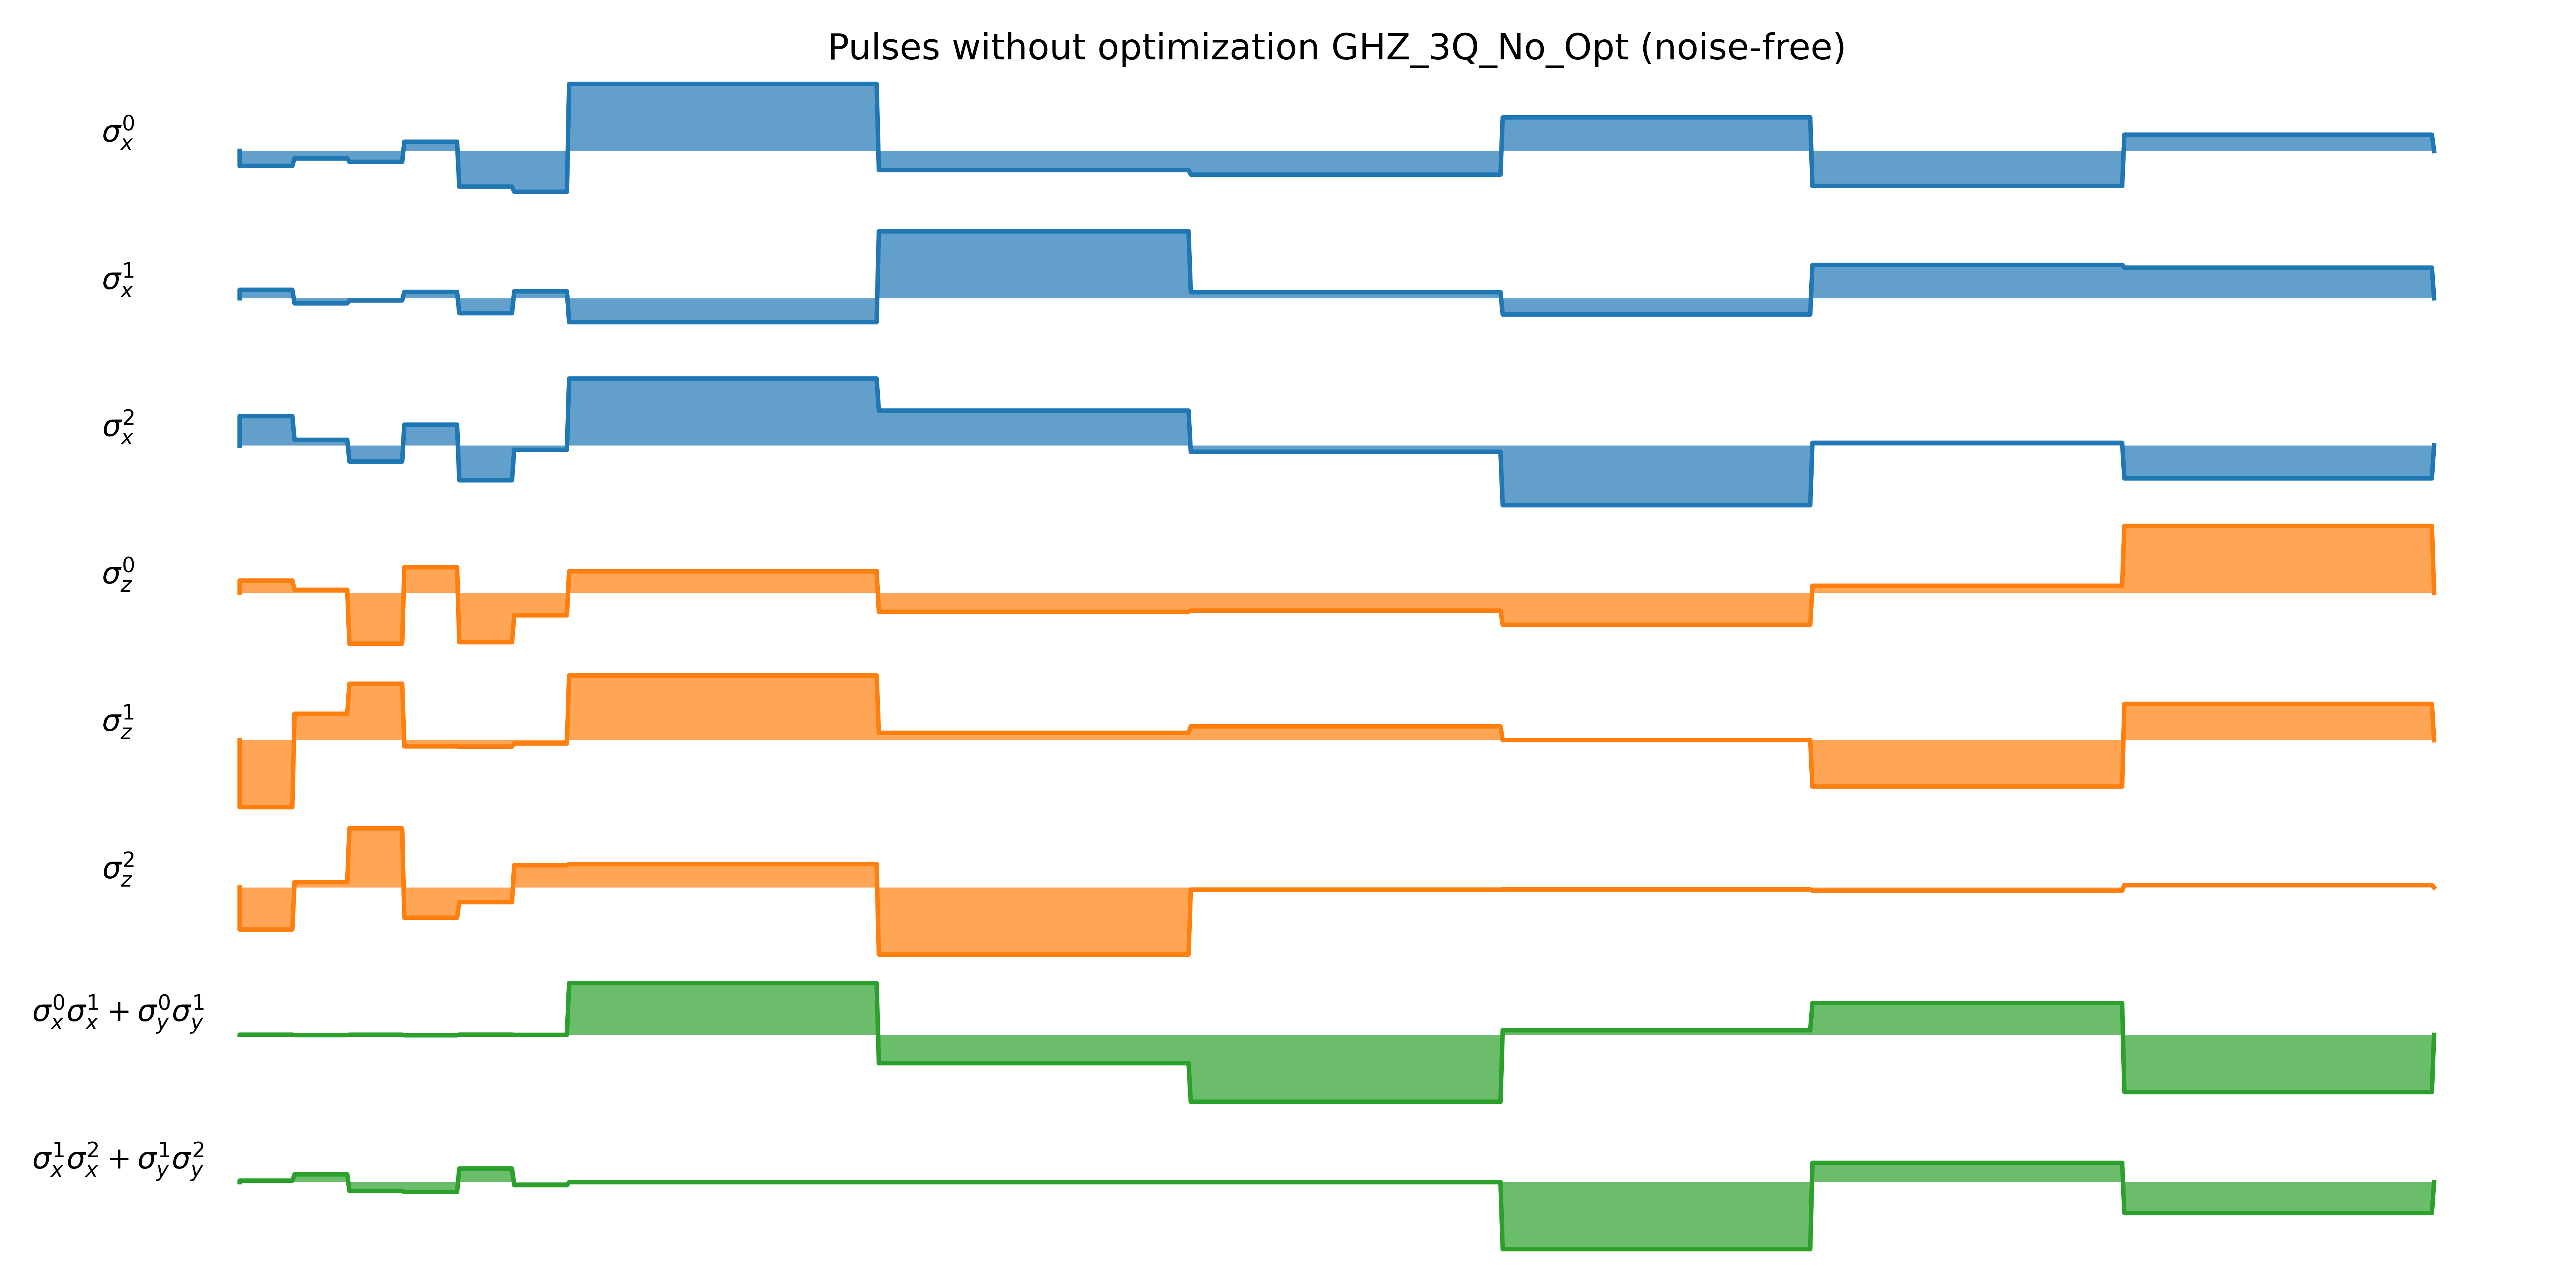 Pulses without optimization GHZ_3Q_No_Opt (noise-free)
σ_x^0
σ_x^1
σ_x^2
σ_z^0
σ_z^1
σ_z^2
σ_x^0σ_x^1 + σ_y^0σ_y^1
σ_x^1σ_x^2 + σ_y^1σ_y^2